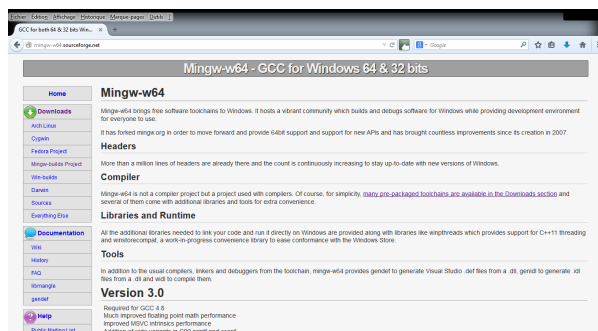 Fichier Edition Affichage Historique Marque-pages Outils ?
GCC for both 64 & 32 bits Win...
mingw-w64.sourceforge.net
Google
Mingw-w64 - GCC for Windows 64 & 32 bits
Home
Downloads
Arch Linux
Cygwin
Fedora Project
Mingw-builds Project
Win-builds
Darwin
Sources
Everything Else
Documentation
Wiki
History
FAQ
libmangle
gendef
Help
Public Mailing List
Mingw-w64
Mingw-w64 brings free software toolchains to Windows. It hosts a vibrant community which builds and debugs software for Windows while providing development environment
for everyone to use.
It has forked mingw.org in order to move forward and provide 64bit support and support for new APIs and has brought countless improvements since its creation in 2007.
Headers
More than a million lines of headers are already there and the count is continuously increasing to stay up-to-date with new versions of Windows.
Compiler
Mingw-w64 is not a compiler project but a project used with compilers. Of course, for simplicity, many pre-packaged toolchains are available in the Downloads section and
several of them come with additional libraries and tools for extra convenience.
Libraries and Runtime
All the additional libraries needed to link your code and run it directly on Windows are provided along with libraries like winpthreads which provides support for C++11 threading
and winstorecompat, a work-in-progress convenience library to ease conformance with the Windows Store.
Tools
In addition to the usual compilers, linkers and debuggers from the toolchain, mingw-w64 provides gendef to generate Visual Studio .def files from a .dll, genidl to generate .idl
files from a .dll and widl to compile them.
Version 3.0
Required for GCC 4.8
Much improved floating point math performance
Improved MSVC intrinsics performance